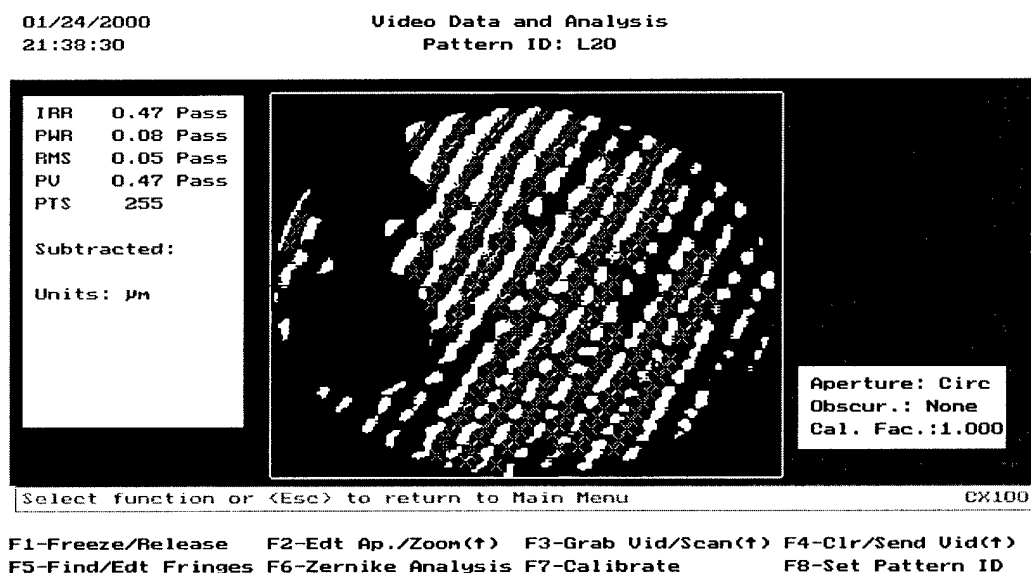 01/24/2000
21:38:30
Video Data and Analysis
Pattern ID: L20
IRR 0.47 Pass
PWR 0.08 Pass
RMS 0.05 Pass
PV 0.47 Pass
PTS 255
Subtracted:
Units: µm
Aperture: Circ
Obscur.: None
Cal. Fac.:1.000
Select function or <Esc> to return to Main Menu CX100
F1-Freeze/Release F2-Edt Ap./Zoom(↑) F3-Grab Vid/Scan(↑) F4-Clr/Send Vid(↑)
F5-Find/Edt Fringes F6-Zernike Analysis F7-Calibrate F8-Set Pattern ID